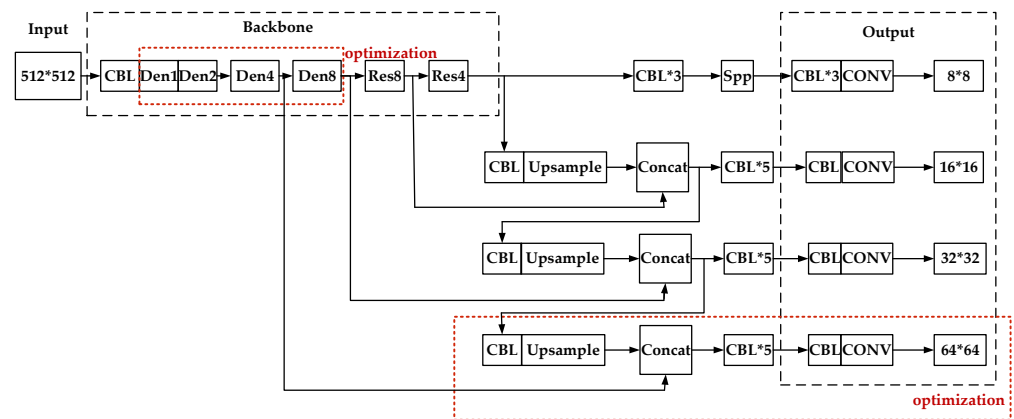 Input
Backbone
Output
optimization
512*512
CBL
Den1
Den2
Den4
Den8
Res8
Res4
CBL*3
Spp
CBL*3
CONV
8*8
CBL
Upsample
Concat
CBL*5
CBL
CONV
16*16
CBL
Upsample
Concat
CBL*5
CBL
CONV
32*32
CBL
Upsample
Concat
CBL*5
CBL
CONV
64*64
optimization